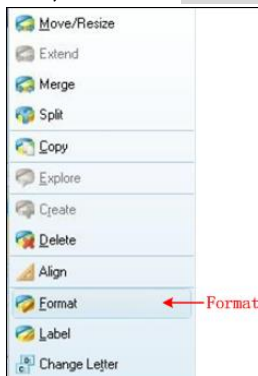 Move/Resize
Extend
Merge
Split
Copy
Explore
Create
Delete
Align
Format
Format
Label
Change Letter